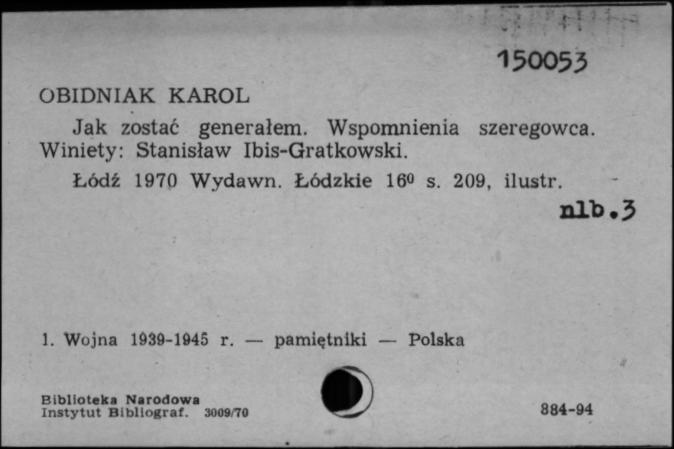 150053
OBIDNIAK KAROL
Jak zostać generałem. Wspomnienia szeregowca.
Winiety: Stanisław Ibis-Gratkowski.
Łódź 1970 Wydawn. Łódzkie 16º s. 209, ilustr.
nlb.3
1. Wojna 1939-1945 r. — pamiętniki — Polska
Biblioteka Narodowa
Instytut Bibliograf. 3009/70
884-94